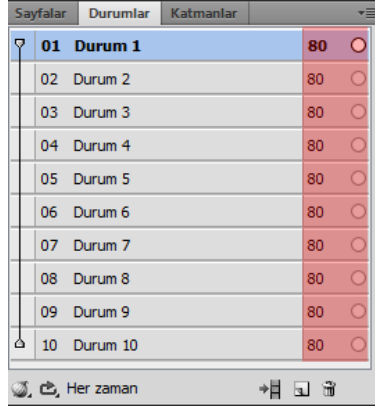 Sayfalar Durumlar Katmanlar
01 Durum 1 80
02 Durum 2 80
03 Durum 3 80
04 Durum 4 80
05 Durum 5 80
06 Durum 6 80
07 Durum 7 80
08 Durum 8 80
09 Durum 9 80
10 Durum 10 80
Her zaman